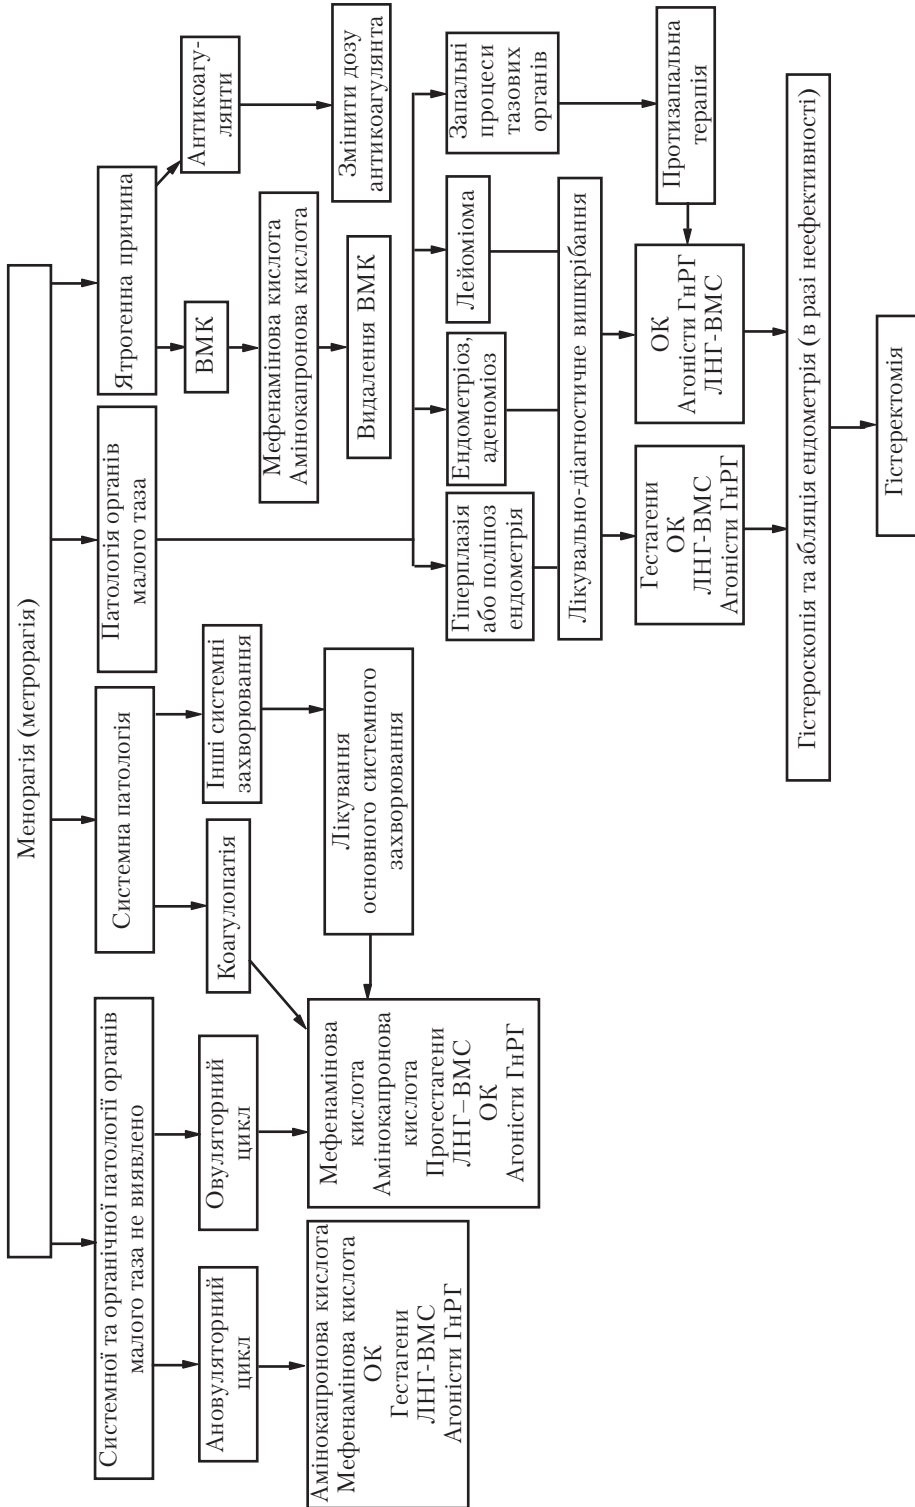 Менорагія (метрорагія)
Системної та органічної патології органів
малого таза не виявлено
Системна патологія
Патологія органів
малого таза
Ятрогенна причина
Ановуляторний
цикл
Овуляторний
цикл
Коагулопатія
Інші системні
захворювання
ВМК
Антикоагу-
лянти
Амінокапронова кислота
Мефенамінова кислота
ОК
Гестагени
ЛНГ-ВМС
Агоністи ГнРГ
Мефенамінова
кислота
Амінокапронова
кислота
Прогестагени
ЛНГ–ВМС
ОК
Агоністи ГнРГ
Лікування
основного системного
захворювання
Мефенамінова кислота
Амінокапронова кислота
Видалення ВМК
Змінити дозу
антикоагулянта
Гіперплазія
або поліпоз
ендометрія
Ендометріоз,
аденоміоз
Лейоміома
Запальні
процеси
тазових
органів
Лікувально-діагностичне вишкрібання
Протизапальна
терапія
Гестагени
ОК
ЛНГ-ВМС
Агоністи ГнРГ
ОК
Агоністи ГнРГ
ЛНГ-ВМС
Гістероскопія та абляція ендометрія (в разі неефективності)
Гістеректомія